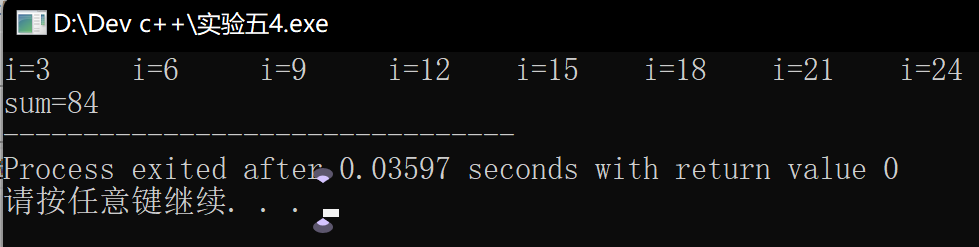 D:\Dev c++\实验五4.exe
i=3 i=6 i=9 i=12 i=15 i=18 i=21 i=24
sum=84
--------------------------------
Process exited after 0.03597 seconds with return value 0
请按任意键继续. . .